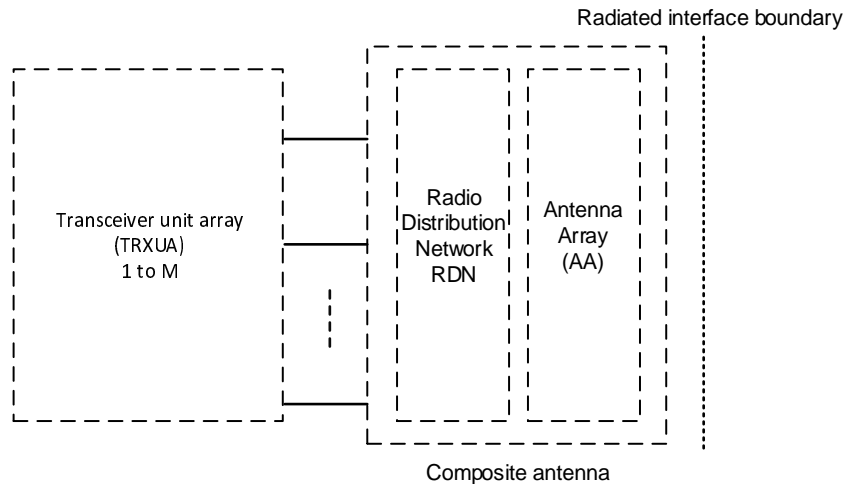 Radiated interface boundary
Transceiver unit array
(TRXUA)
1 to M
Radio
Distribution
Network
RDN
Antenna
Array
(AA)
Composite antenna